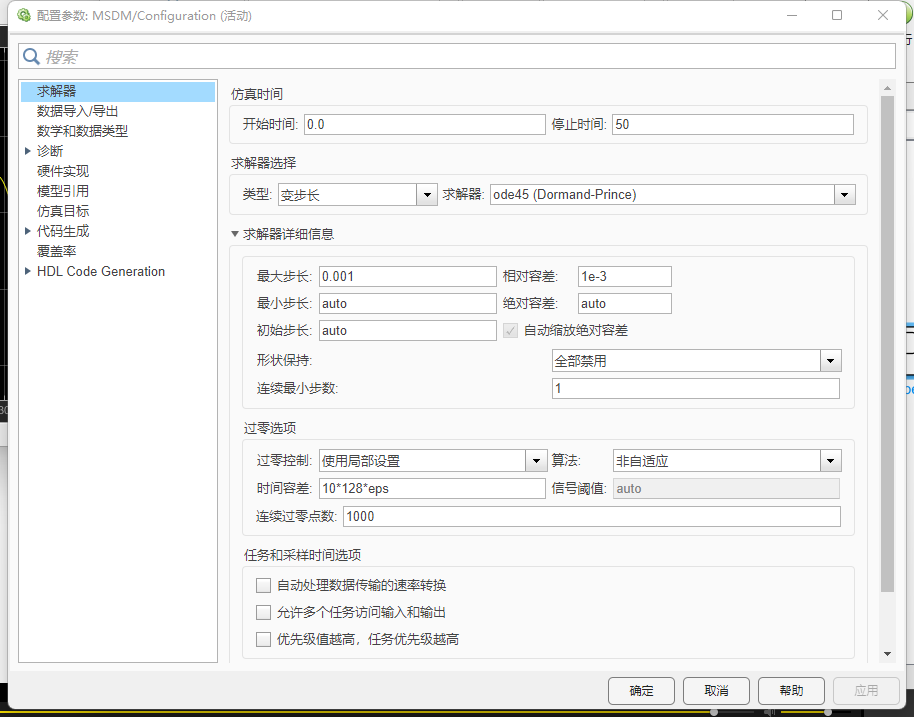 配置参数: MSDM/Configuration (活动)
搜索
求解器
数据导入/导出
数学和数据类型
诊断
硬件实现
模型引用
仿真目标
代码生成
覆盖率
HDL Code Generation
仿真时间
开始时间: 0.0 停止时间: 50
求解器选择
类型: 变步长 求解器: ode45 (Dormand-Prince)
求解器详细信息
最大步长: 0.001 相对容差: 1e-3
最小步长: auto 绝对容差: auto
初始步长: auto 自动缩放绝对容差
形状保持: 全部禁用
连续最小步数: 1
过零选项
过零控制: 使用局部设置 算法: 非自适应
时间容差: 10*128*eps 信号阈值: auto
连续过零点数: 1000
任务和采样时间选项
自动处理数据传输的速率转换
允许多个任务访问输入和输出
优先级值越高，任务优先级越高
确定 取消 帮助 应用